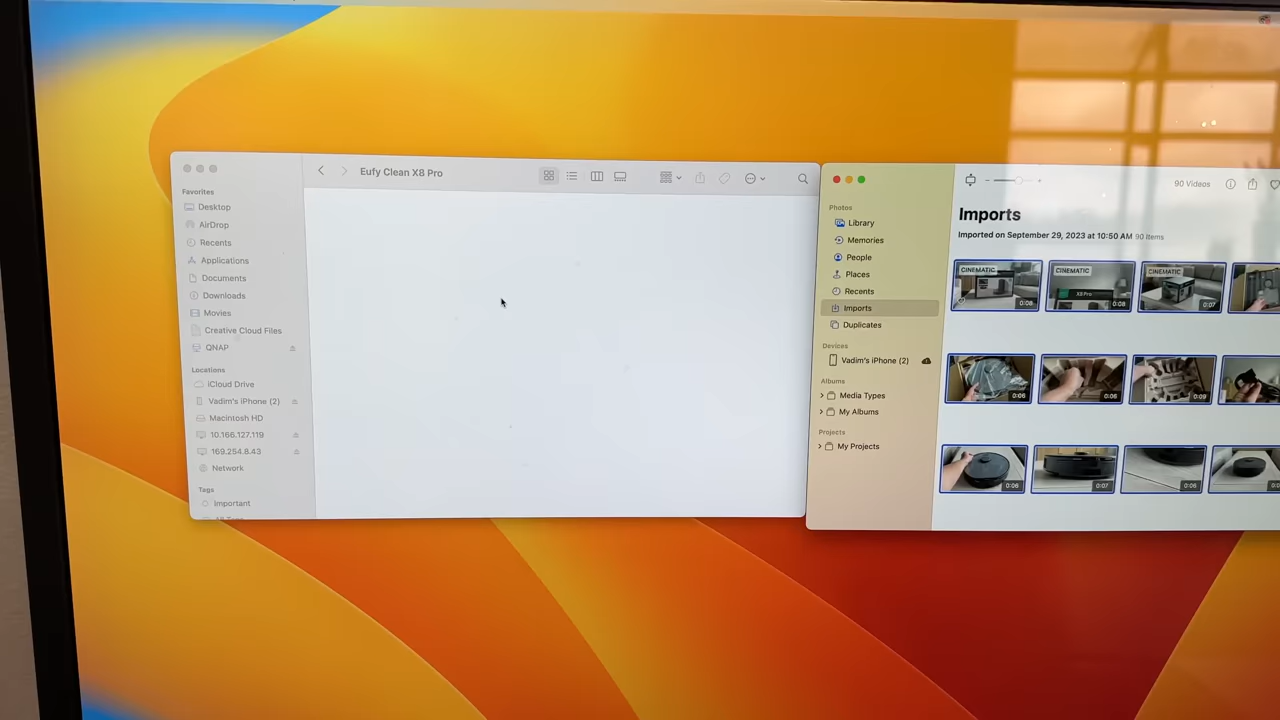 Eufy Clean X8 Pro
Favorites
Desktop
AirDrop
Recents
Applications
Documents
Downloads
Movies
Creative Cloud Files
QNAP
Locations
iCloud Drive
Vadim's iPhone (2)
Macintosh HD
10.166.127.119
169.254.8.43
Network
Tags
Important
90 Videos
Photos
Library
Memories
People
Places
Recents
Imports
Duplicates
Devices
Vadim's iPhone (2)
Albums
Media Types
My Albums
Projects
My Projects
Imports
Imported on September 29, 2023 at 10:50 AM 90 Items
CINEMATIC
CINEMATIC
CINEMATIC
X8 Pro
0:08
0:08
0:07
0:06
0:06
0:09
0:06
0:07
0:06